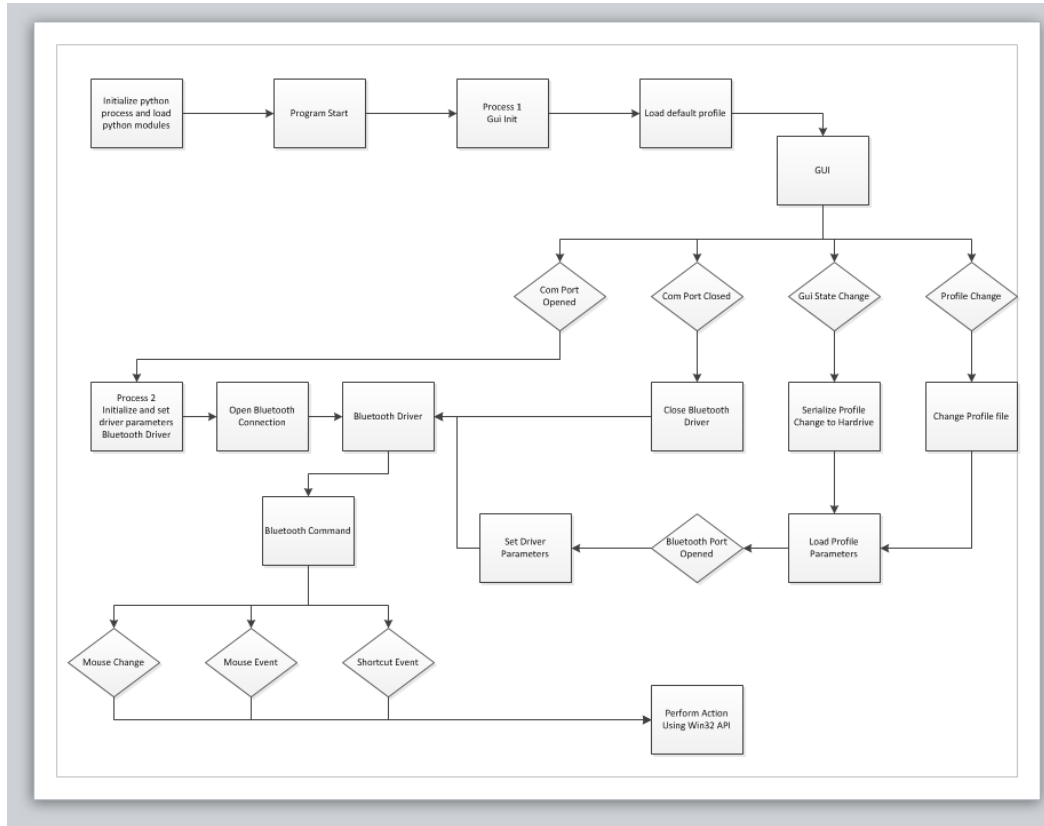 Initialize python
process and load
python modules
Program Start
Process 1
Gui Init
Load default profile
GUI
Com Port
Opened
Com Port Closed
Gui State Change
Profile Change
Process 2
Initialize and set
driver parameters
Bluetooth Driver
Open Bluetooth
Connection
Bluetooth Driver
Close Bluetooth
Driver
Serialize Profile
Change to Hardrive
Change Profile file
Bluetooth Command
Set Driver
Parameters
Bluetooth Port
Opened
Load Profile
Parameters
Mouse Change
Mouse Event
Shortcut Event
Perform Action
Using Win32 API